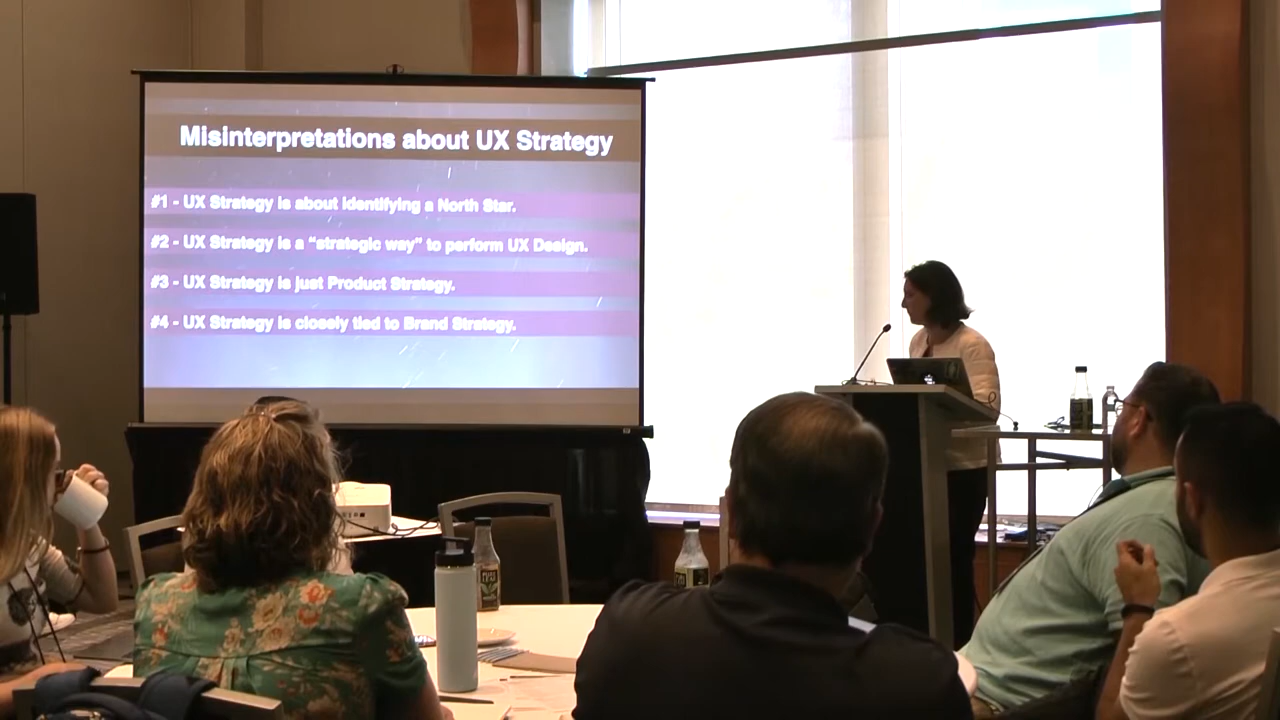 Misinterpretations about UX Strategy
#1 - UX Strategy is about identifying a North Star.
#2 - UX Strategy is a “strategic way” to perform UX Design.
#3 - UX Strategy is just Product Strategy.
#4 - UX Strategy is closely tied to Brand Strategy.